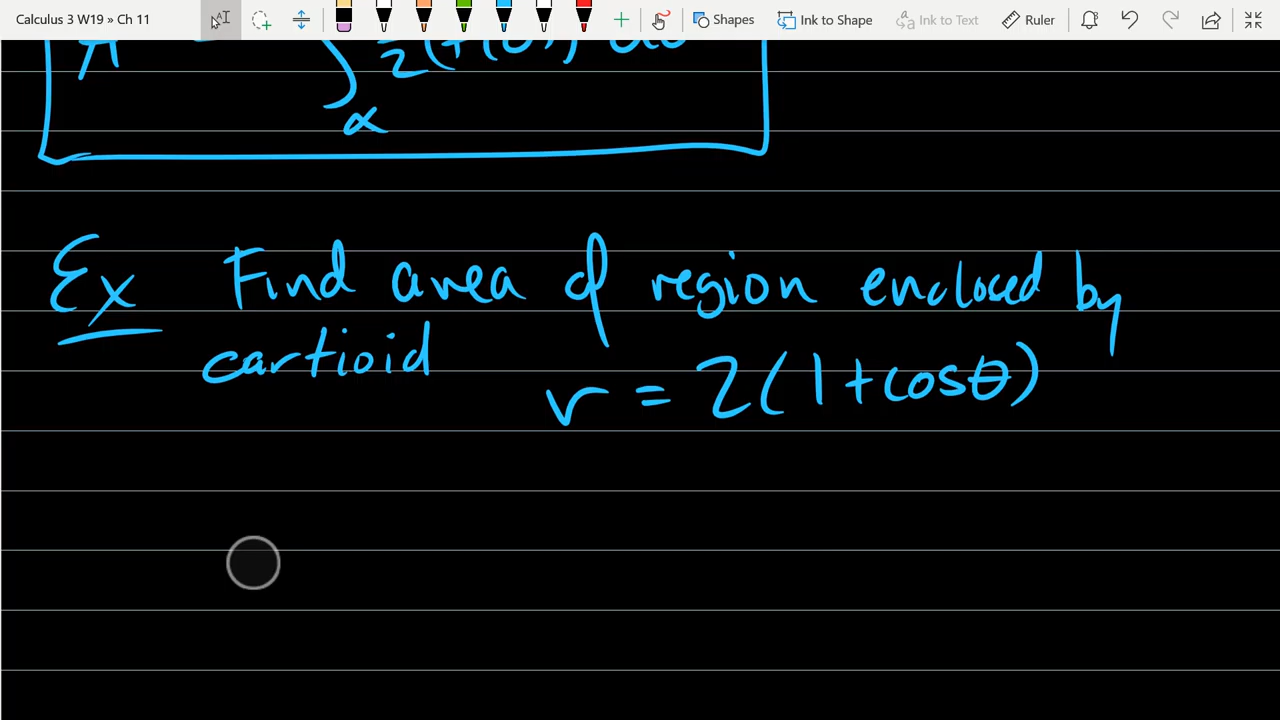 Calculus 3 W19 » Ch 11
Shapes Ink to Shape Ink to Text Ruler
A
α
Ex Find area of region enclosed by
cartioid r = 2(1+cosθ)